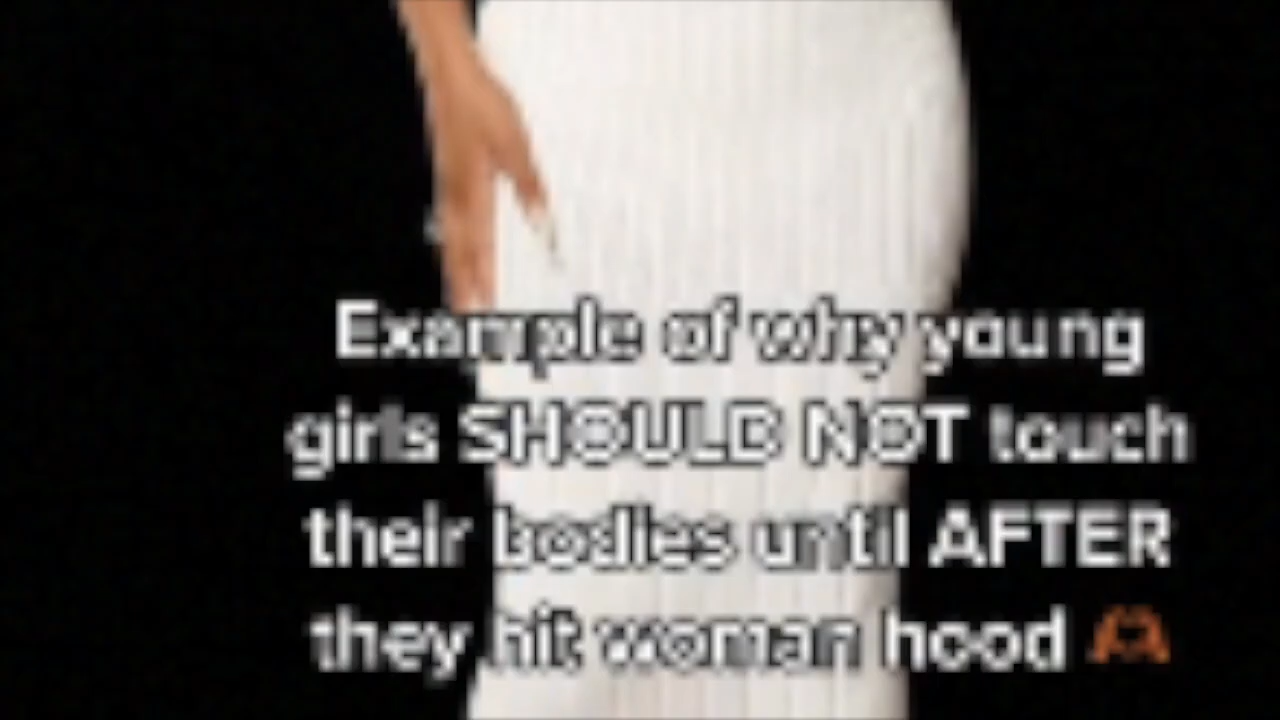 Example of why young
girls SHOULD NOT touch
their bodies until AFTER
they hit woman hood 🫶🏾